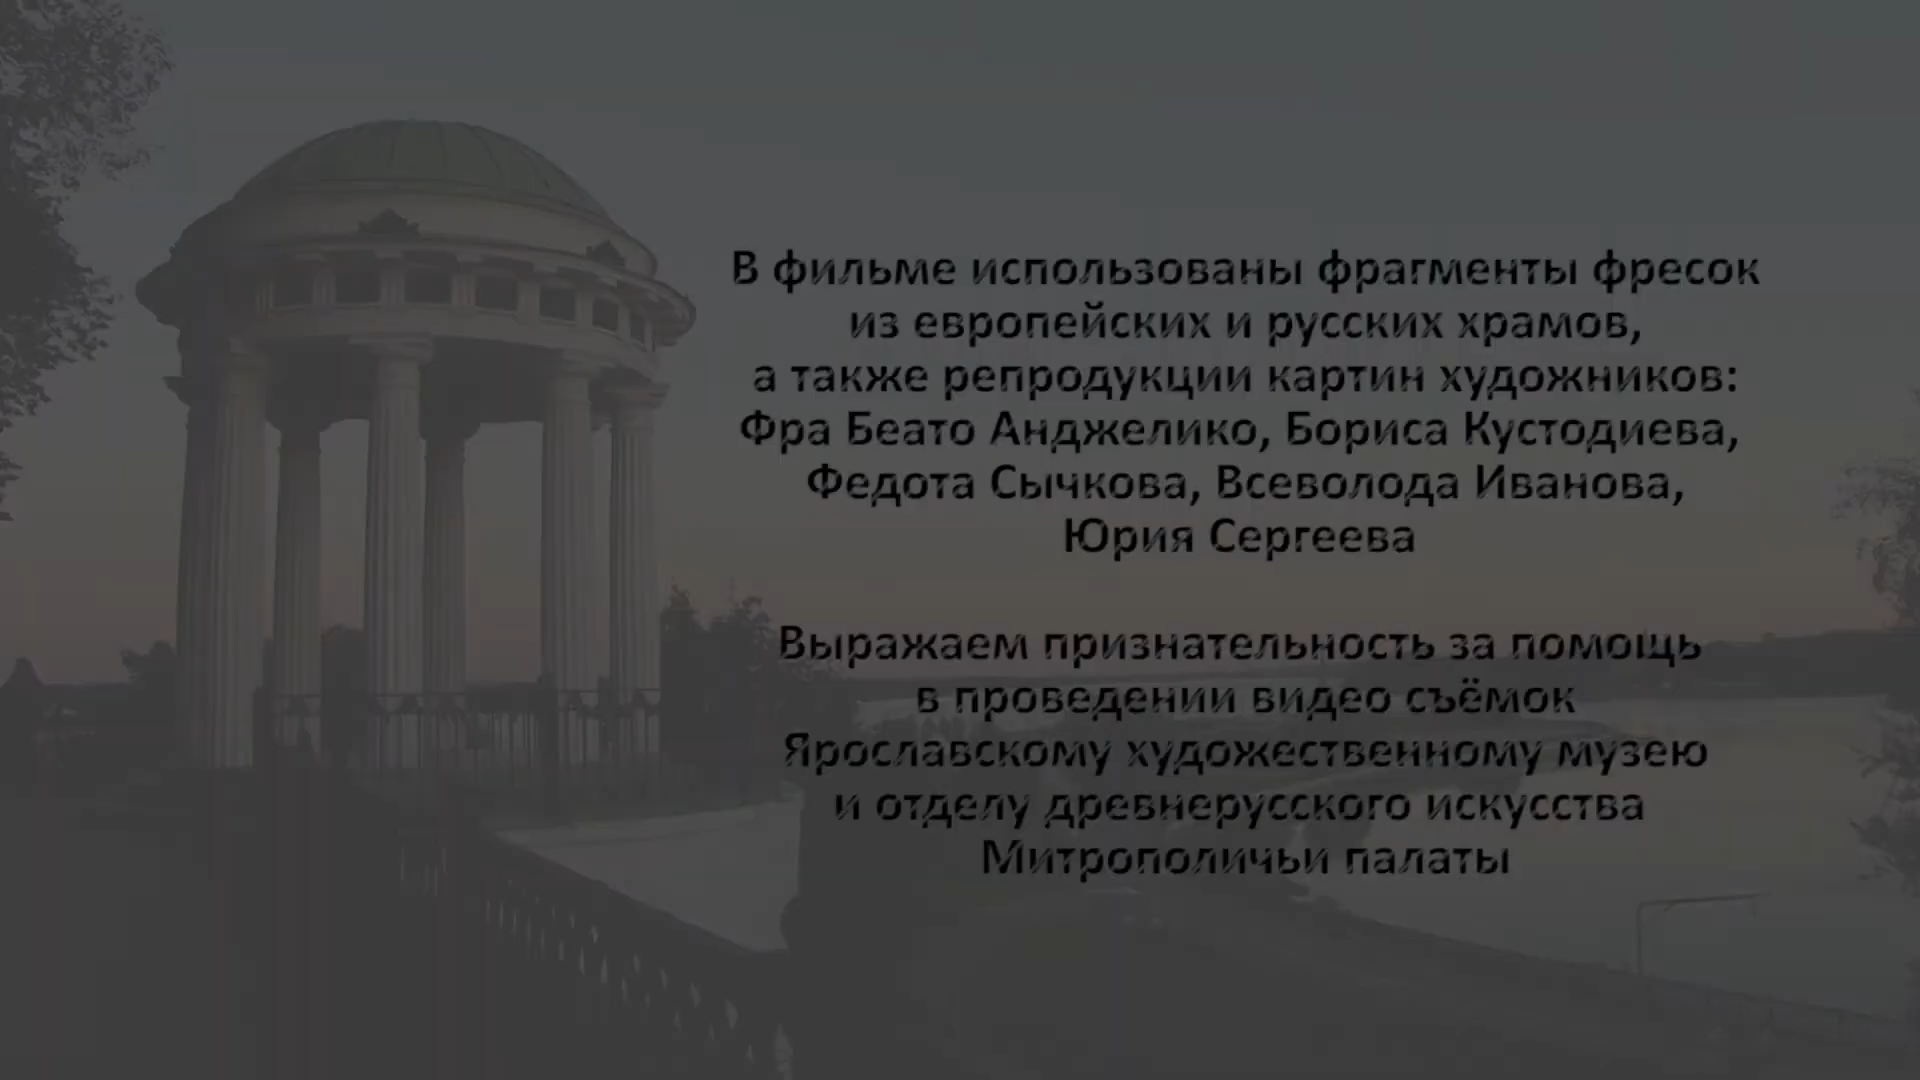 В фильме использованы фрагменты фресок
из европейских и русских храмов,
а также репродукции картин художников:
Фра Беато Анджелико, Бориса Кустодиева,
Федота Сычкова, Всеволода Иванова,
Юрия Сергеева
Выражаем признательность за помощь
в проведении видео съёмок
Ярославскому художественному музею
и отделу древнерусского искусства
Митрополичьи палаты